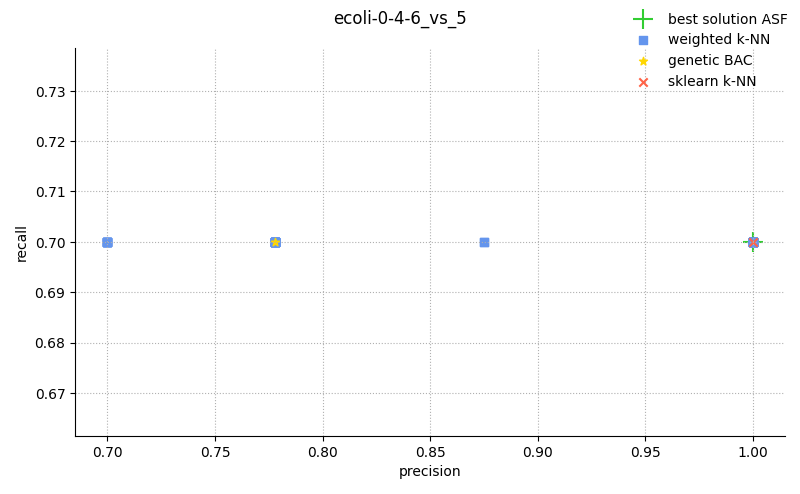 ecoli-0-4-6_vs_5
best solution ASF
weighted k-NN
genetic BAC
sklearn k-NN
recall
0.73
0.72
0.71
0.70
0.69
0.68
0.67
0.70 0.75 0.80 0.85 0.90 0.95 1.00
precision